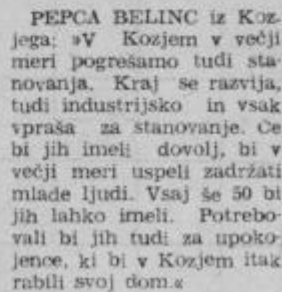 PEPCA BELINC iz Koz-
jega: »V Kozjem v večji
meri pogrešamo tudi sta-
novanja. Kraj se razvija,
tudi industrijsko in vsak
vpraša za stanovanje. Če
bi jih imeli dovolj, bi v
večji meri uspeli zadržati
mlade ljudi. Vsaj še 50 bi
jih lahko imeli. Potrebo-
vali bi jih tudi za upoko-
jence, ki bi v Kozjem itak
rabili svoj dom.«